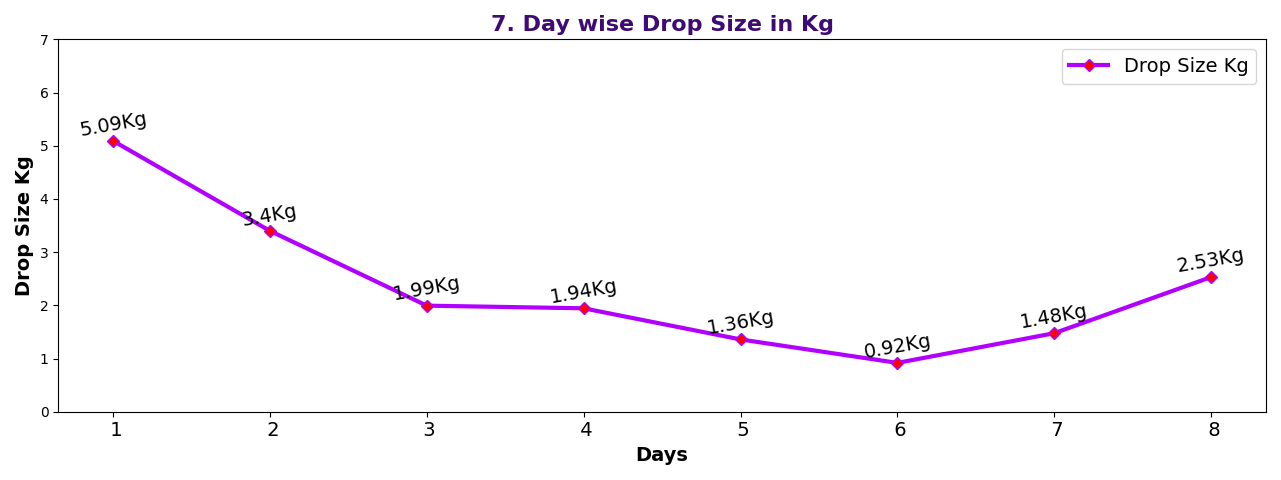 7. Day wise Drop Size in Kg
Drop Size Kg
7
6
5
4
3
2
1
0
Drop Size Kg
5.09Kg
3.4Kg
1.99Kg
1.94Kg
1.36Kg
0.92Kg
1.48Kg
2.53Kg
1 2 3 4 5 6 7 8
Days